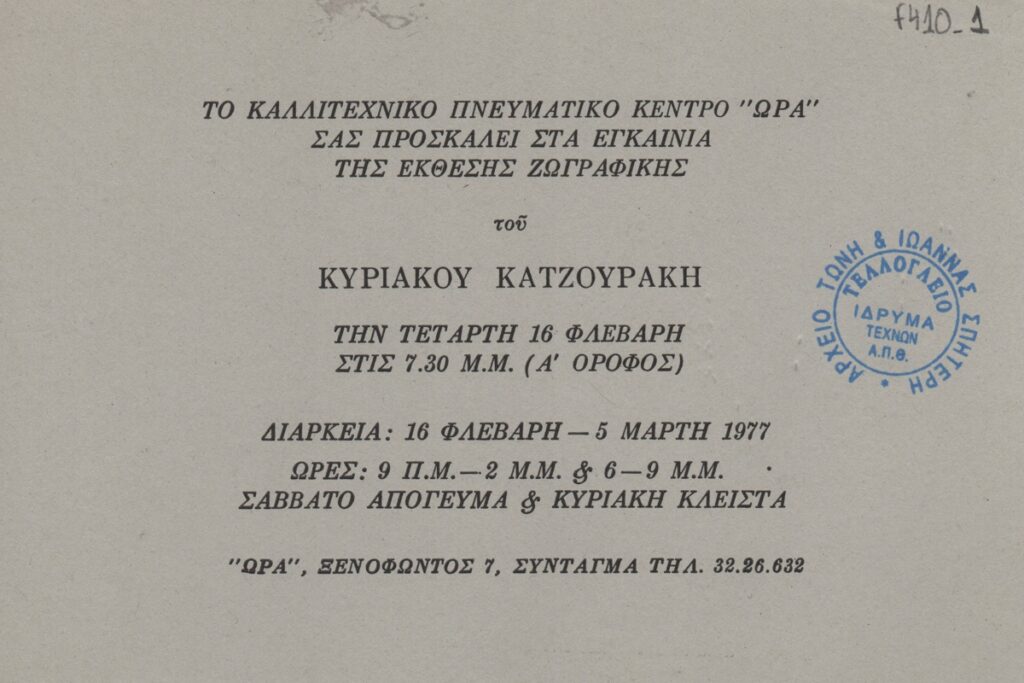 f410_1
ΤΟ ΚΑΛΛΙΤΕΧΝΙΚΟ ΠΝΕΥΜΑΤΙΚΟ ΚΕΝΤΡΟ "ΩΡΑ"
ΣΑΣ ΠΡΟΣΚΑΛΕΙ ΣΤΑ ΕΓΚΑΙΝΙΑ
ΤΗΣ ΕΚΘΕΣΗΣ ΖΩΓΡΑΦΙΚΗΣ
τοῦ
ΚΥΡΙΑΚΟΥ ΚΑΤΖΟΥΡΑΚΗ
ΤΗΝ ΤΕΤΑΡΤΗ 16 ΦΛΕΒΑΡΗ
ΣΤΙΣ 7.30 Μ.Μ. (Α' ΟΡΟΦΟΣ)
ΔΙΑΡΚΕΙΑ: 16 ΦΛΕΒΑΡΗ — 5 ΜΑΡΤΗ 1977
ΩΡΕΣ: 9 Π.Μ.—2 Μ.Μ. & 6—9 Μ.Μ.
ΣΑΒΒΑΤΟ ΑΠΟΓΕΥΜΑ & ΚΥΡΙΑΚΗ ΚΛΕΙΣΤΑ
"ΩΡΑ", ΞΕΝΟΦΩΝΤΟΣ 7, ΣΥΝΤΑΓΜΑ ΤΗΛ. 32.26.632
ΑΡΧΕΙΟ ΤΩΝΗ & ΙΩΑΝΝΑΣ ΣΠΗΤΕΡΗ *
ΤΕΛΛΟΓΛΕΙΟ
ΙΔΡΥΜΑ
ΤΕΧΝΩΝ
Α.Π.Θ.